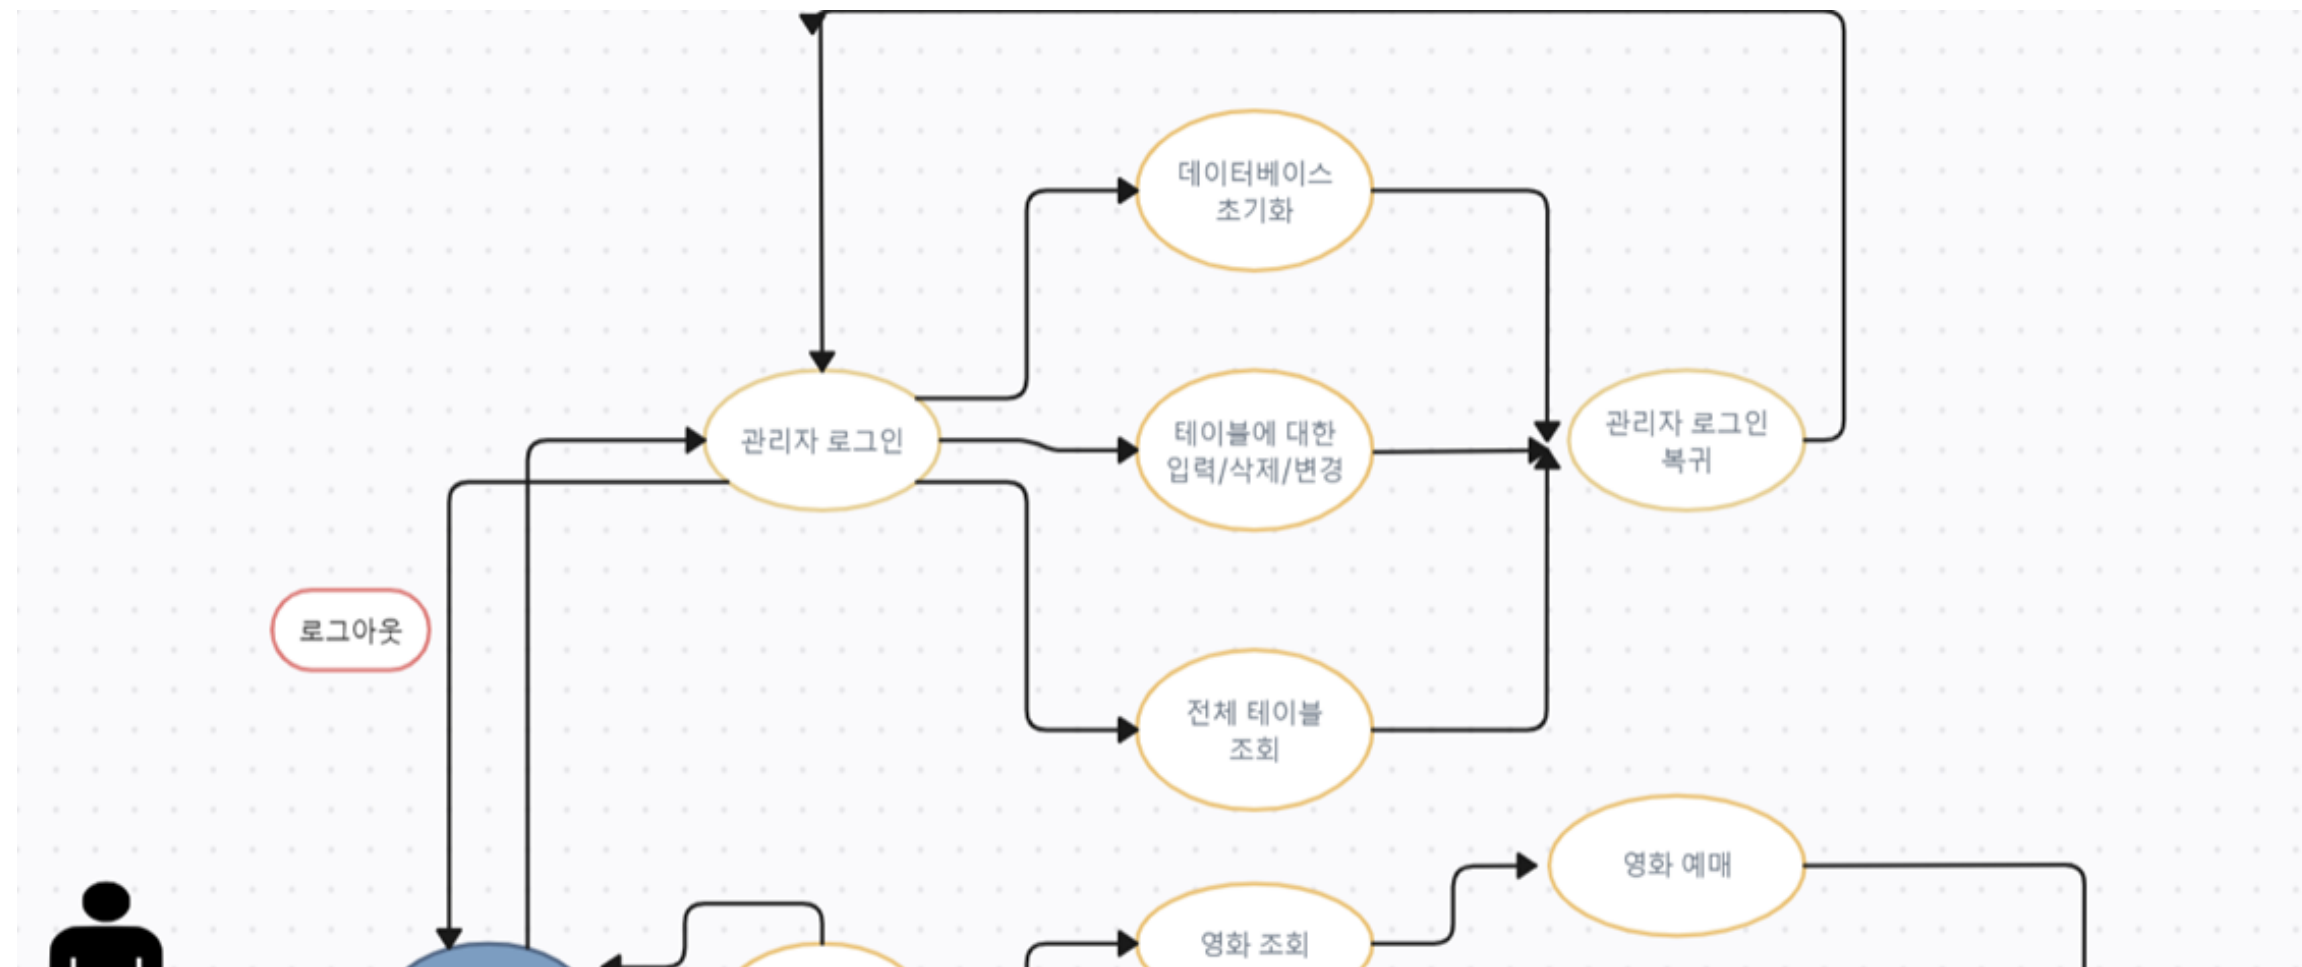 데이터베이스
초기화
관리자 로그인
테이블에 대한
입력/삭제/변경
관리자 로그인
복귀
로그아웃
전체 테이블
조회
영화 예매
영화 조회